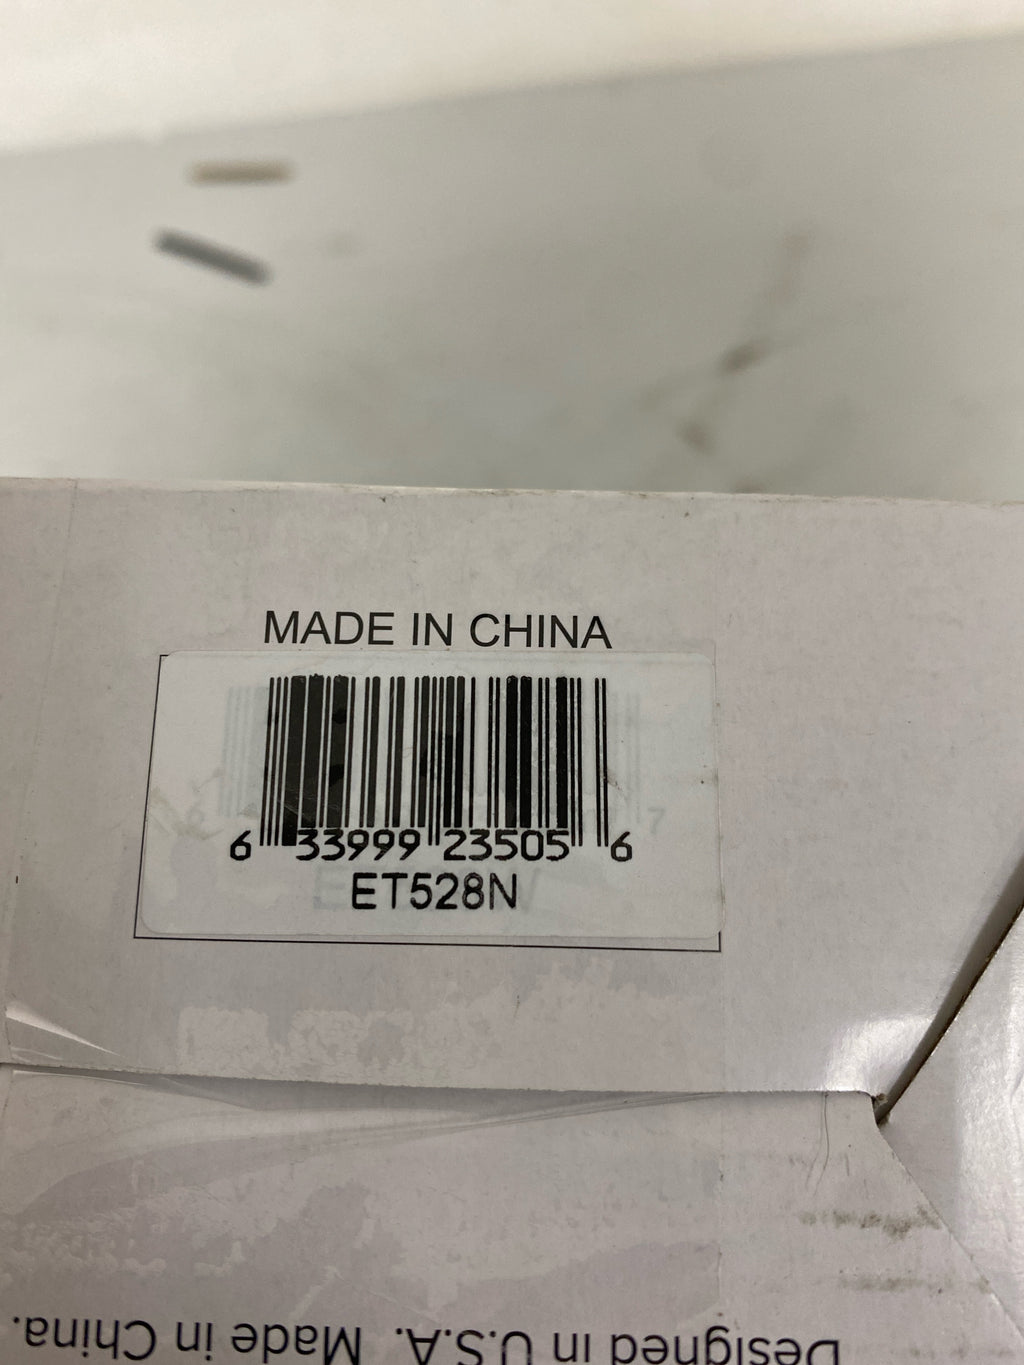 MADE IN CHINA
6 33999 23505 6
ET528N
Designed in U.S.A. Made in China.